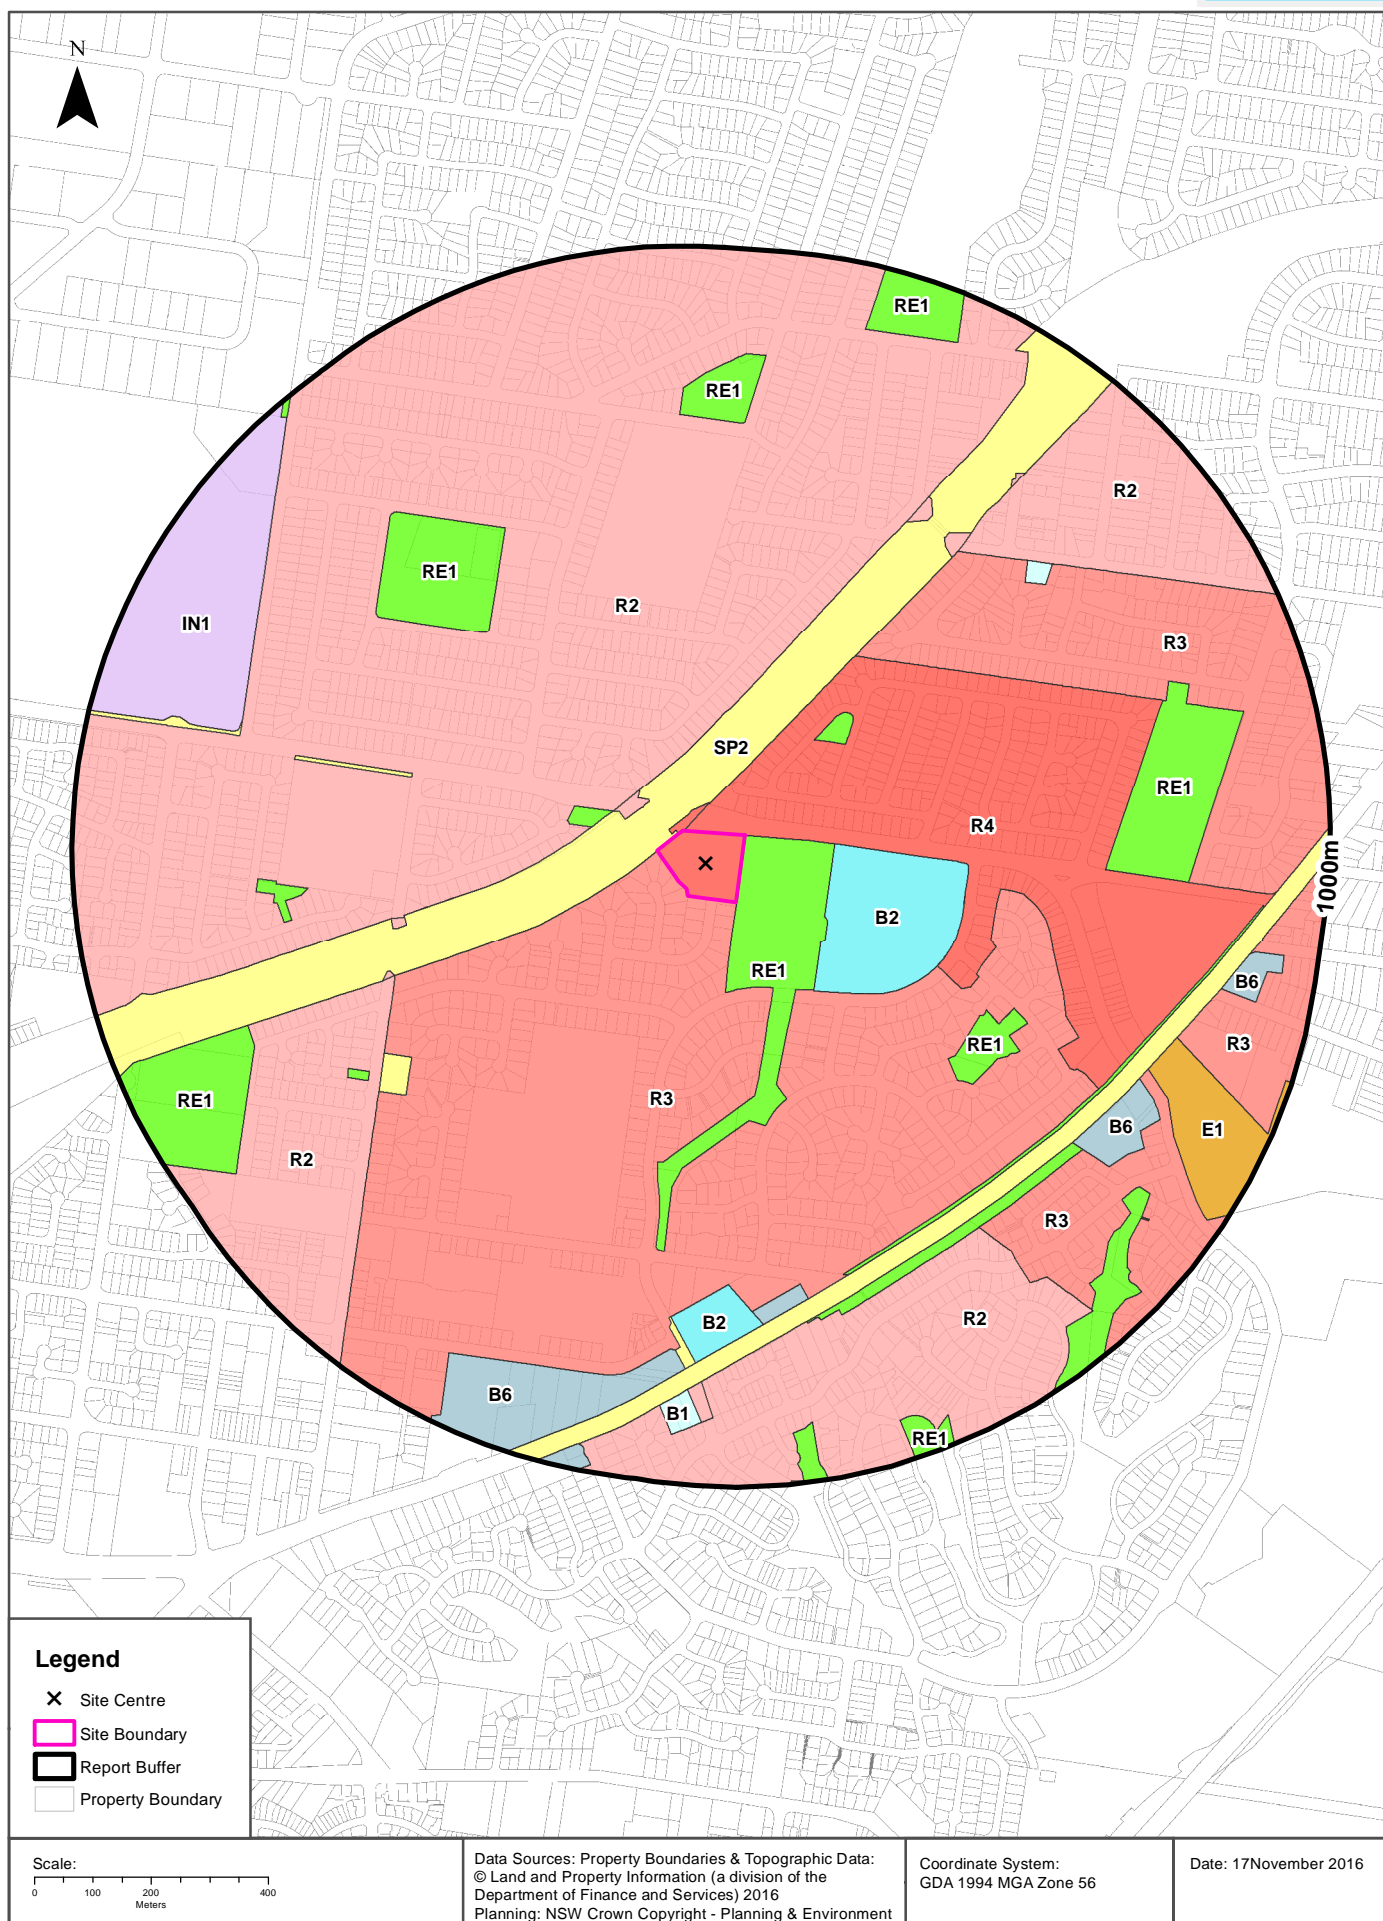 N
RE1
RE1
R2
RE1
R2
IN1
R3
SP2
RE1
R4
1000m
B2
RE1
B6
RE1
R3
RE1
R3
B6
E1
R2
R3
R2
B2
B6
B1
RE1
Legend
Site Centre
Site Boundary
Report Buffer
Property Boundary
Scale:
0 100 200 400
Meters
Data Sources: Property Boundaries & Topographic Data:
© Land and Property Information (a division of the
Department of Finance and Services) 2016
Planning: NSW Crown Copyright - Planning & Environment
Coordinate System:
GDA 1994 MGA Zone 56
Date: 17November 2016